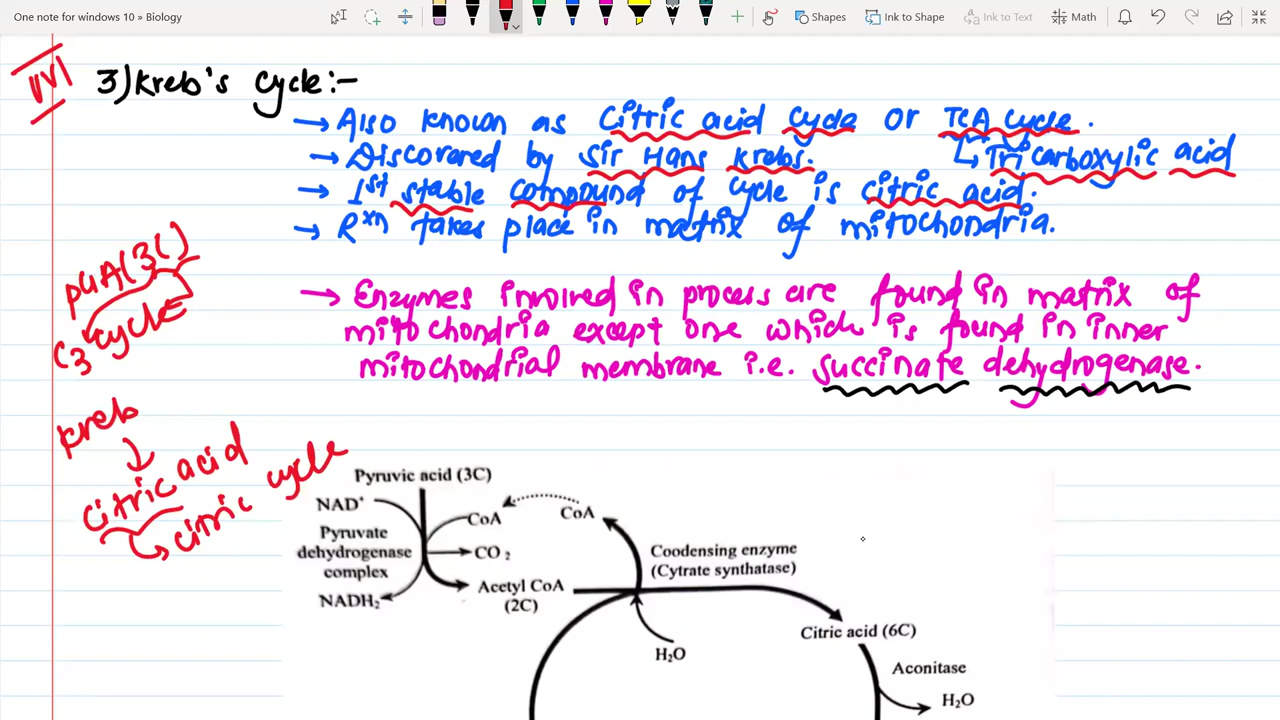 One note for windows 10 » Biology
Shapes
Ink to Shape
Ink to Text
Math
3) Kreb's Cycle:-
→ Also known as Citric acid cycle or TCA cycle.
→ Discovered by Sir Hans Krebs.
↳ Tricarboxylic acid
→ 1st stable compound of cycle is citric acid.
→ Rxn takes place in matrix of mitochondria.
PGA(3C)
C3 cycle
→ Enzymes involved in process are found in matrix of
mitochondria except one which is found in inner
mitochondrial membrane i.e. succinate dehydrogenase.
Kreb
↓
Citric acid
↳ citric cycle
Pyruvic acid (3C)
NAD⁺
CoA
CoA
Pyruvate
dehydrogenase
complex
CO₂
Coodensing enzyme
(Cytrate synthatase)
NADH₂
Acetyl CoA
(2C)
Citric acid (6C)
H₂O
Aconitase
H₂O